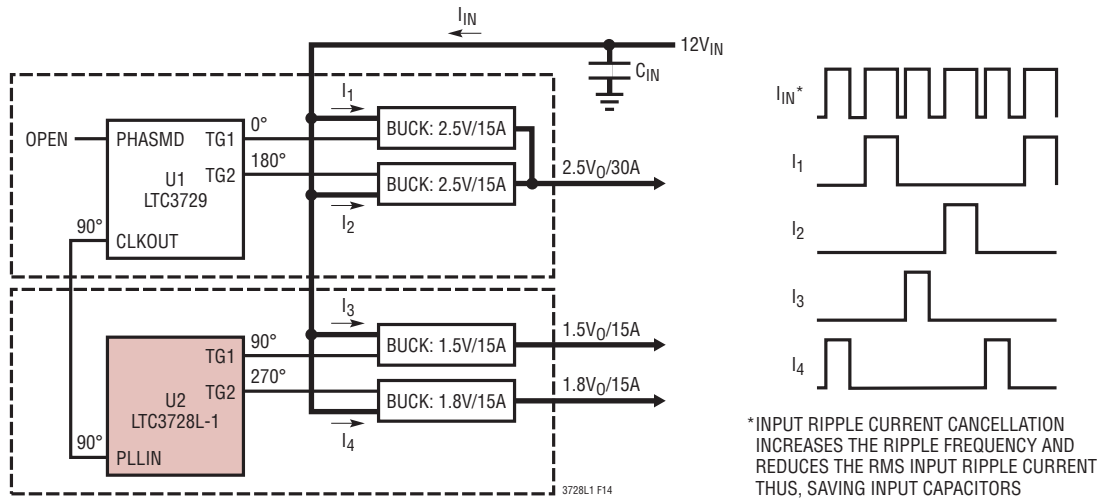 I_IN
12V_IN
C_IN
I_1
OPEN
PHASMD
TG1
0°
BUCK: 2.5V/15A
U1
LTC3729
TG2
180°
BUCK: 2.5V/15A
2.5V_O/30A
I_2
90°
CLKOUT
I_3
TG1
90°
BUCK: 1.5V/15A
1.5V_O/15A
U2
LTC3728L-1
TG2
270°
BUCK: 1.8V/15A
1.8V_O/15A
I_4
90°
PLLIN
3728L1 F14
I_IN*
I_1
I_2
I_3
I_4
*INPUT RIPPLE CURRENT CANCELLATION
INCREASES THE RIPPLE FREQUENCY AND
REDUCES THE RMS INPUT RIPPLE CURRENT
THUS, SAVING INPUT CAPACITORS